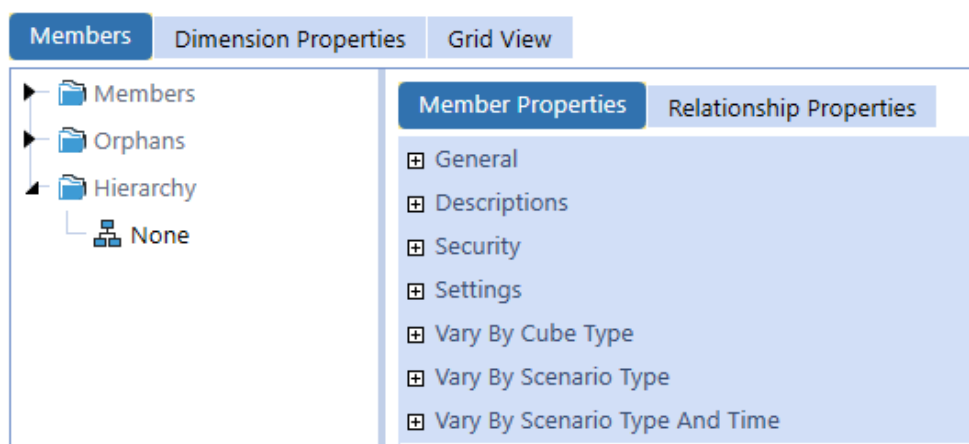 Members Dimension Properties Grid View
Members
Orphans
Hierarchy
None
Member Properties Relationship Properties
General
Descriptions
Security
Settings
Vary By Cube Type
Vary By Scenario Type
Vary By Scenario Type And Time